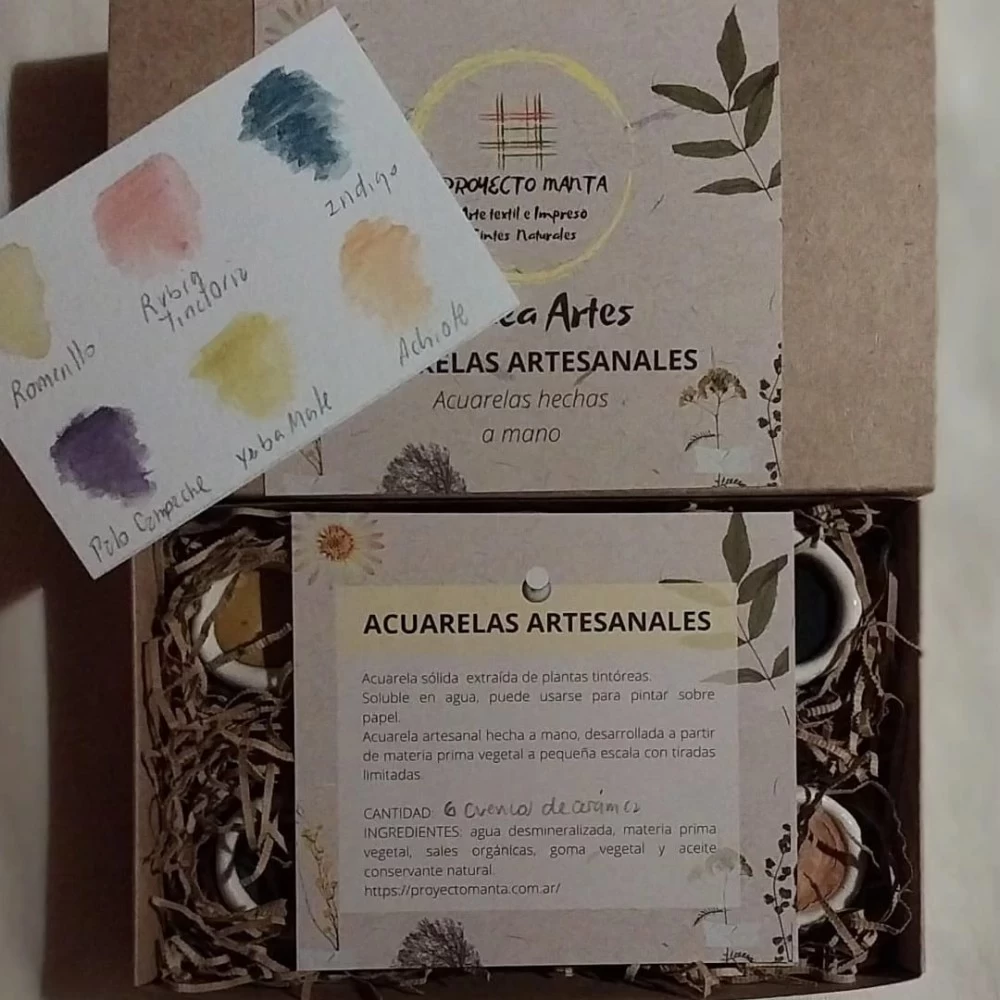 Indigo
Rubia
tinctoria
Achiote
Romerillo
Yerba Mate
Palo Campeche
PROYECTO MANTA
Arte textil e Impreso
Tintes Naturales
Artes
ARTESANALES
Acuarelas hechas
a mano
ACUARELAS ARTESANALES
Acuarela sólida extraída de plantas tintóreas.
Soluble en agua, puede usarse para pintar sobre
papel.
Acuarela artesanal hecha a mano, desarrollada a partir
de materia prima vegetal a pequeña escala con tiradas
limitadas.
CANTIDAD: 6 cuencos de cerámica
INGREDIENTES: agua desmineralizada, materia prima
vegetal, sales orgánicas, goma vegetal y aceite
conservante natural.
https://proyectomanta.com.ar/